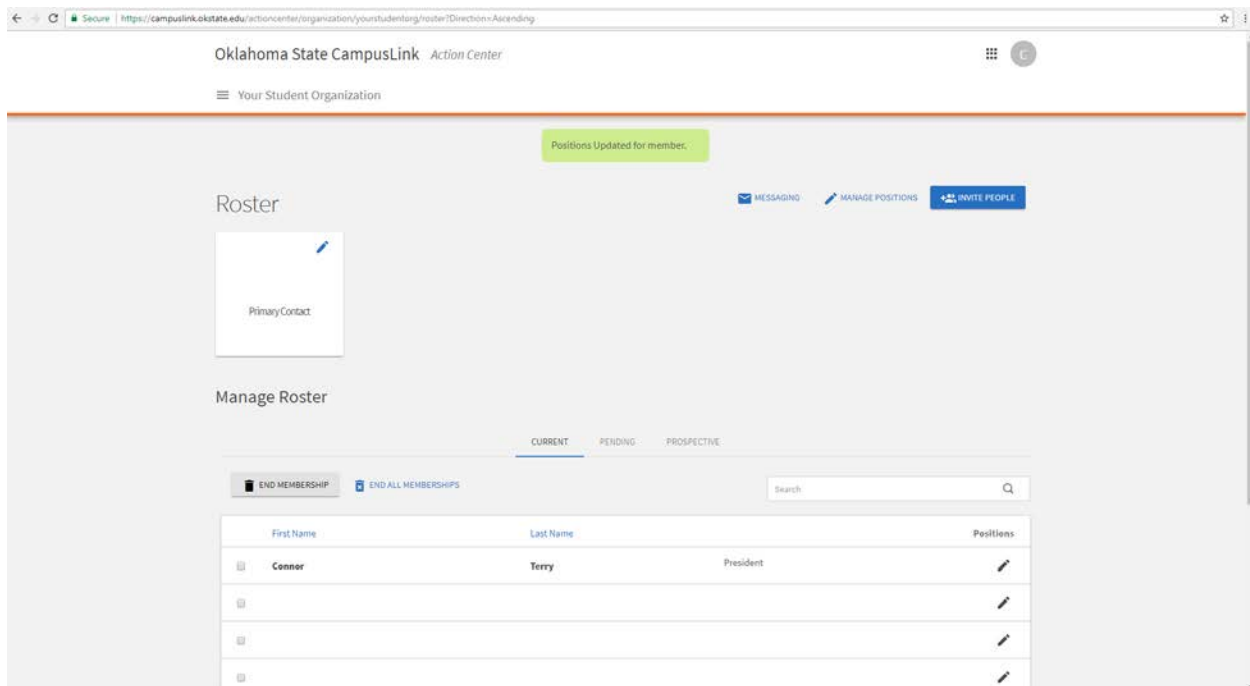 Secure https://campuslink.okstate.edu/actioncenter/organization/yourstudentorg/roster?Direction=Ascending
Oklahoma State CampusLink Action Center
C
Your Student Organization
Positions Updated for member.
Roster
MESSAGING
MANAGE POSITIONS
INVITE PEOPLE
Primary Contact
Manage Roster
CURRENT PENDING PROSPECTIVE
END MEMBERSHIP END ALL MEMBERSHIPS Search
First Name Last Name Positions
Connor Terry President